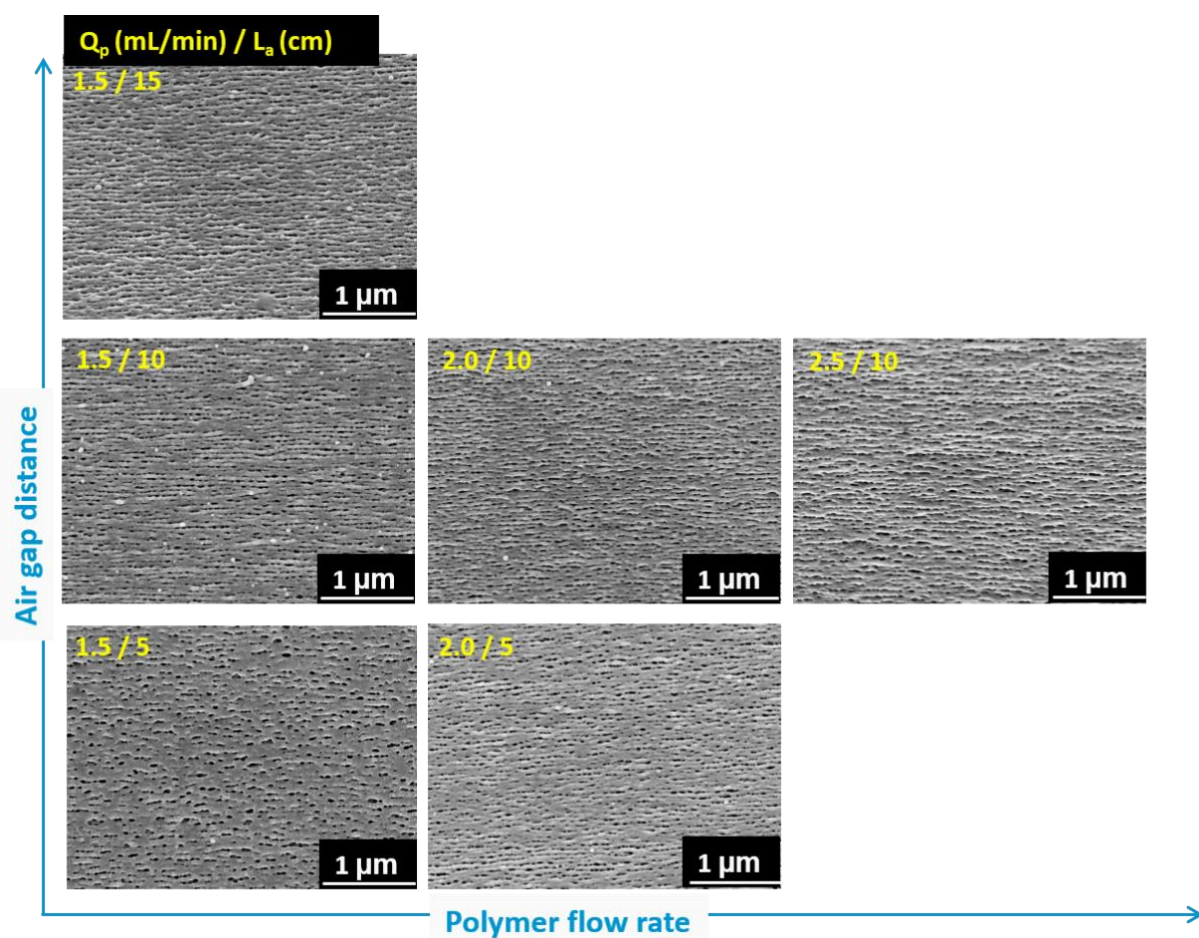 Qp (mL/min) / La (cm)
1.5 / 15
1 µm
1.5 / 10
1 µm
2.0 / 10
1 µm
2.5 / 10
1 µm
1.5 / 5
1 µm
2.0 / 5
1 µm
Air gap distance
Polymer flow rate